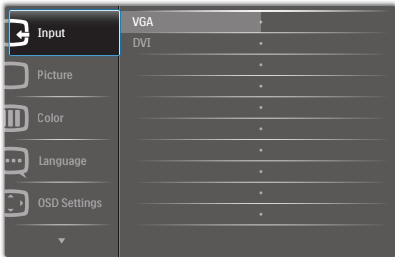 Input
Picture
Color
Language
OSD Settings
VGA
DVI